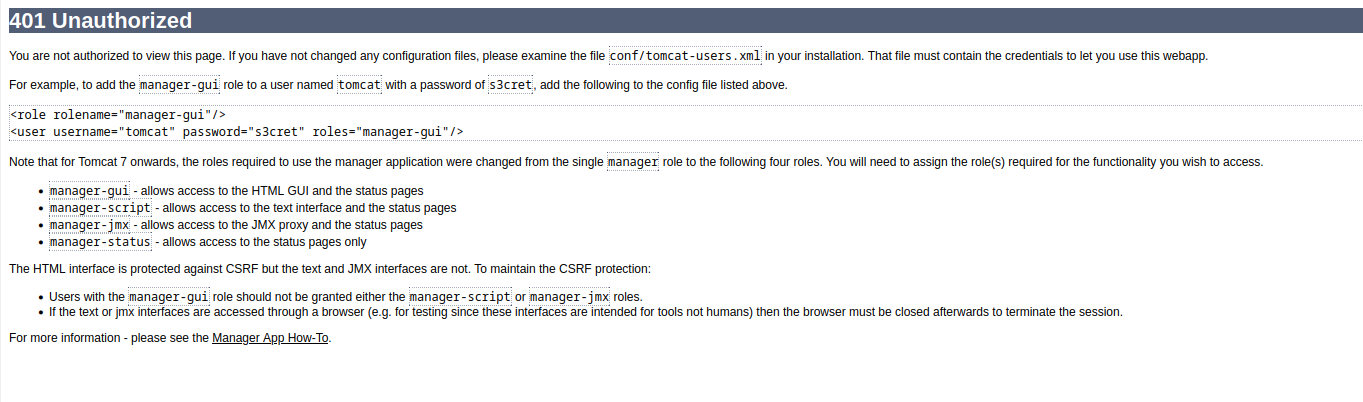 401 Unauthorized
You are not authorized to view this page. If you have not changed any configuration files, please examine the file conf/tomcat-users.xml in your installation. That file must contain the credentials to let you use this webapp.
For example, to add the manager-gui role to a user named tomcat with a password of s3cret, add the following to the config file listed above.
<role rolename="manager-gui"/>
<user username="tomcat" password="s3cret" roles="manager-gui"/>
Note that for Tomcat 7 onwards, the roles required to use the manager application were changed from the single manager role to the following four roles. You will need to assign the role(s) required for the functionality you wish to access.
• manager-gui - allows access to the HTML GUI and the status pages
• manager-script - allows access to the text interface and the status pages
• manager-jmx - allows access to the JMX proxy and the status pages
• manager-status - allows access to the status pages only
The HTML interface is protected against CSRF but the text and JMX interfaces are not. To maintain the CSRF protection:
• Users with the manager-gui role should not be granted either the manager-script or manager-jmx roles.
• If the text or jmx interfaces are accessed through a browser (e.g. for testing since these interfaces are intended for tools not humans) then the browser must be closed afterwards to terminate the session.
For more information - please see the Manager App How-To.